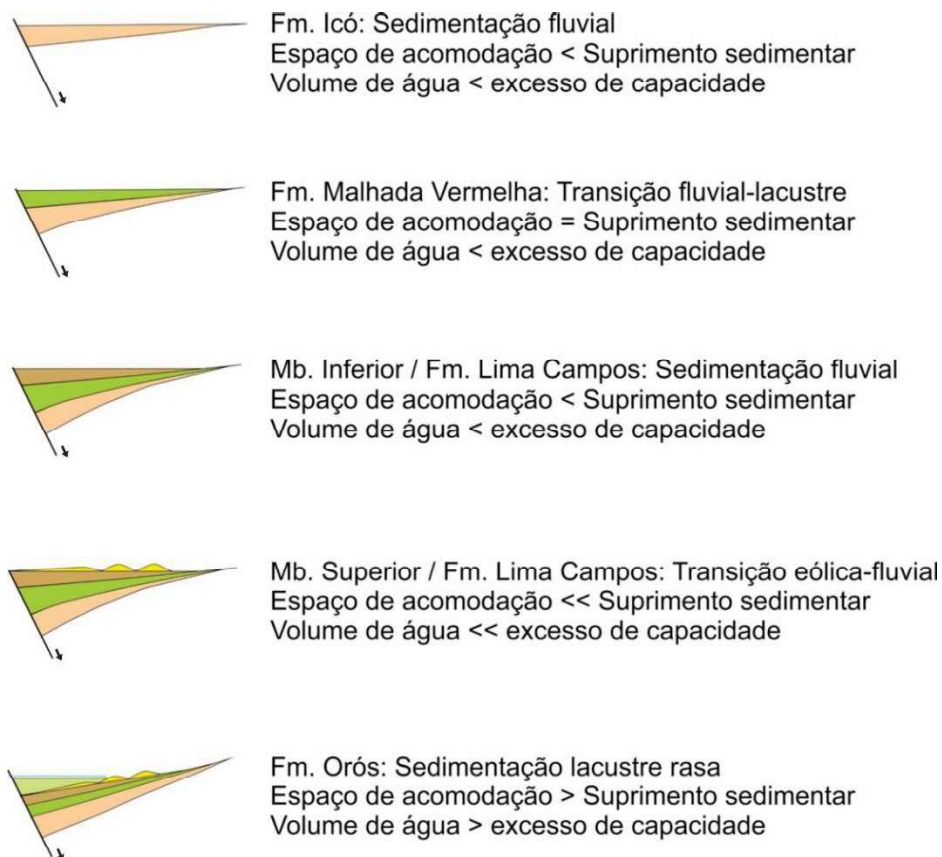 Fm. Icó: Sedimentação fluvial
Espaço de acomodação < Suprimento sedimentar
Volume de água < excesso de capacidade
Fm. Malhada Vermelha: Transição fluvial-lacustre
Espaço de acomodação = Suprimento sedimentar
Volume de água < excesso de capacidade
Mb. Inferior / Fm. Lima Campos: Sedimentação fluvial
Espaço de acomodação < Suprimento sedimentar
Volume de água < excesso de capacidade
Mb. Superior / Fm. Lima Campos: Transição eólica-fluvial
Espaço de acomodação << Suprimento sedimentar
Volume de água << excesso de capacidade
Fm. Orós: Sedimentação lacustre rasa
Espaço de acomodação > Suprimento sedimentar
Volume de água > excesso de capacidade